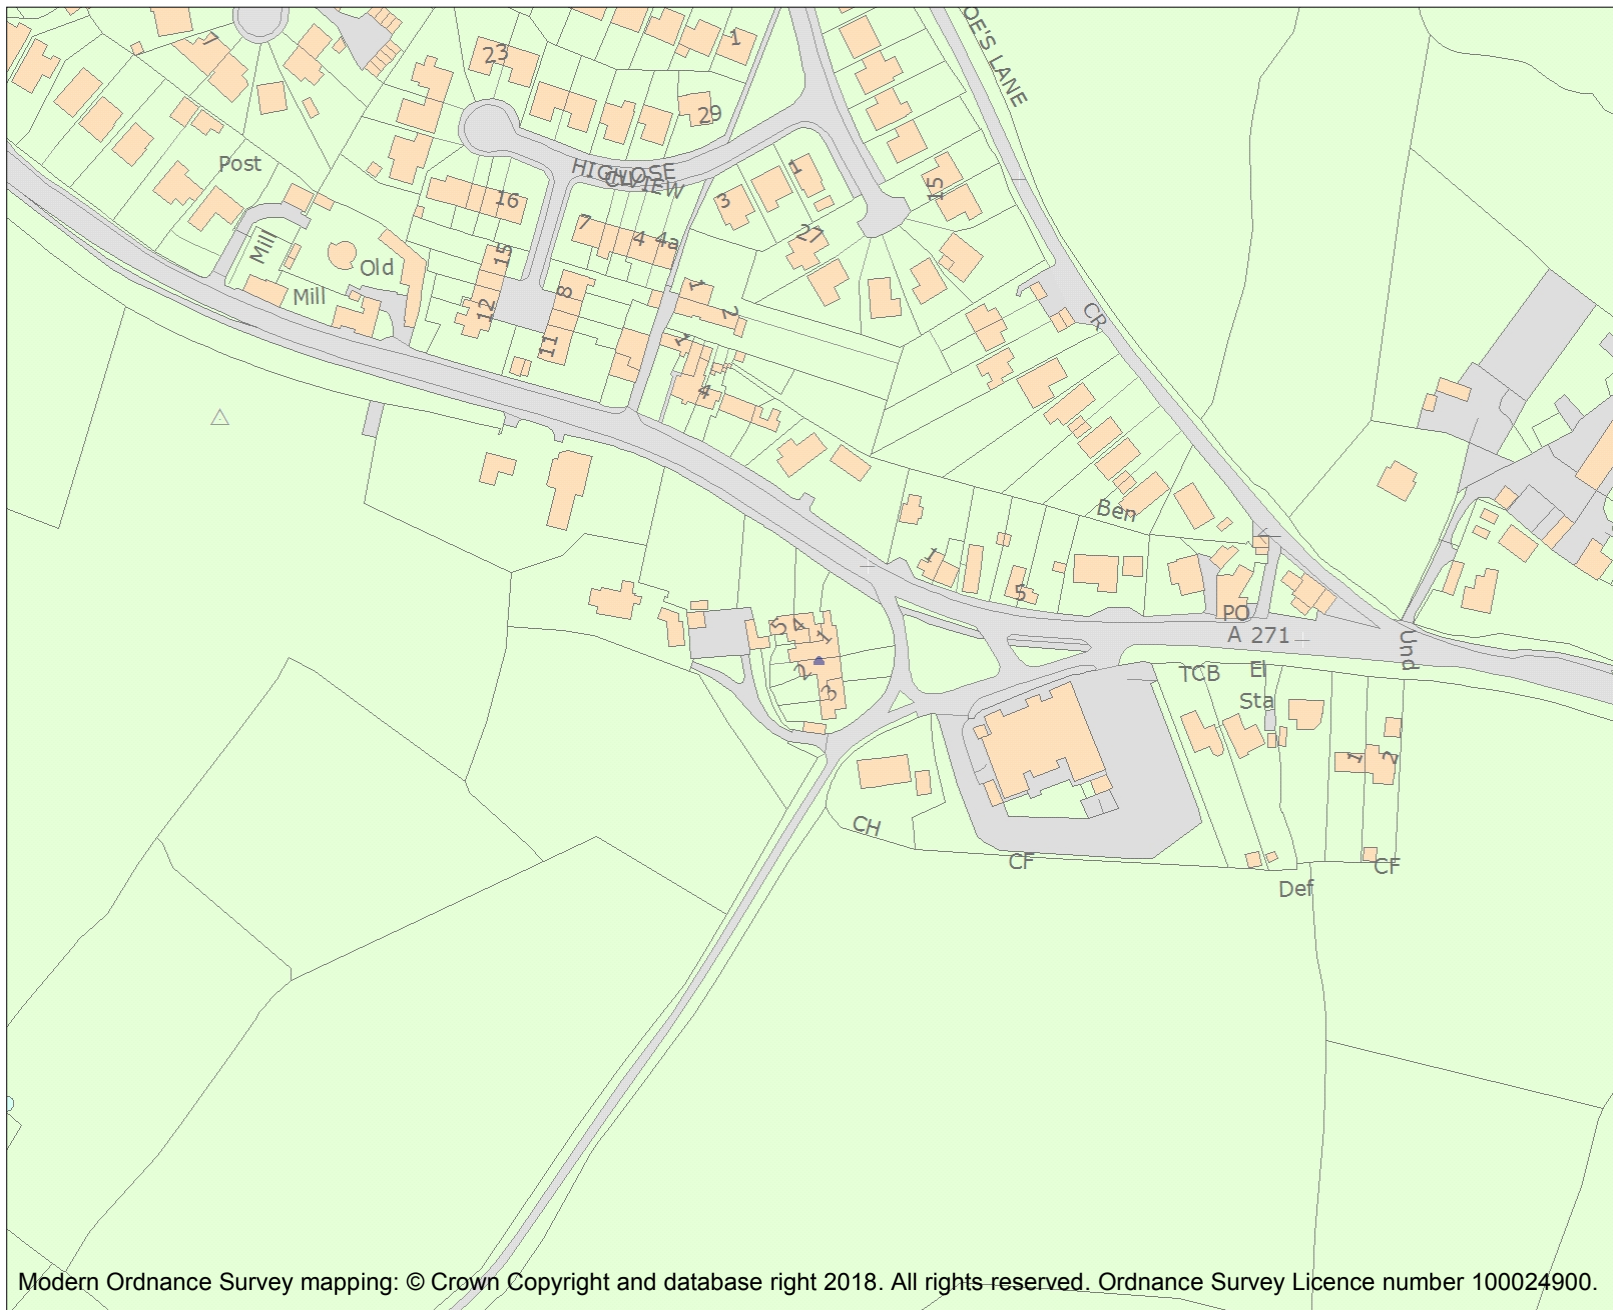 OE'S LANE
7
23
1
29
Post
HIGH
CLOSE
VIEW
1
3
15
16
7
4
4a
27
Mill
Old
Mill
15
12
8
11
1
2
1
4
CR
Ben
1
5
PO
A 271
Und
5
4
1
2
3
TCB
El
Sta
1
2
CH
CF
CF
Def
Modern Ordnance Survey mapping: © Crown Copyright and database right 2018. All rights reserved. Ordnance Survey Licence number 100024900.